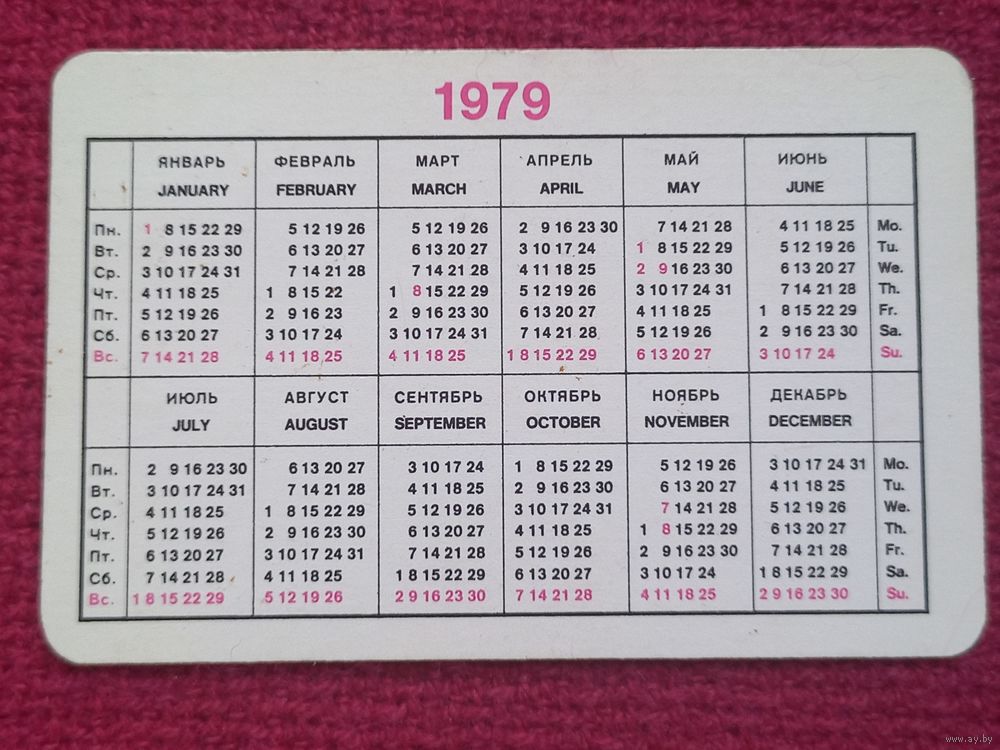 1979
ЯНВАРЬ ФЕВРАЛЬ МАРТ АПРЕЛЬ МАЙ ИЮНЬ
JANUARY FEBRUARY MARCH APRIL MAY JUNE
Пн. 1 8 15 22 29 5 12 19 26 5 12 19 26 2 9 16 23 30 7 14 21 28 4 11 18 25 Mo.
Вт. 2 9 16 23 30 6 13 20 27 6 13 20 27 3 10 17 24 1 8 15 22 29 5 12 19 26 Tu.
Ср. 3 10 17 24 31 7 14 21 28 7 14 21 28 4 11 18 25 2 9 16 23 30 6 13 20 27 We.
Чт. 4 11 18 25 1 8 15 22 1 8 15 22 29 5 12 19 26 3 10 17 24 31 7 14 21 28 Th.
Пт. 5 12 19 26 2 9 16 23 2 9 16 23 30 6 13 20 27 4 11 18 25 1 8 15 22 29 Fr.
Сб. 6 13 20 27 3 10 17 24 3 10 17 24 31 7 14 21 28 5 12 19 26 2 9 16 23 30 Sa.
Вс. 7 14 21 28 4 11 18 25 4 11 18 25 1 8 15 22 29 6 13 20 27 3 10 17 24 Su.
ИЮЛЬ АВГУСТ СЕНТЯБРЬ ОКТЯБРЬ НОЯБРЬ ДЕКАБРЬ
JULY AUGUST SEPTEMBER OCTOBER NOVEMBER DECEMBER
Пн. 2 9 16 23 30 6 13 20 27 3 10 17 24 1 8 15 22 29 5 12 19 26 3 10 17 24 31 Mo.
Вт. 3 10 17 24 31 7 14 21 28 4 11 18 25 2 9 16 23 30 6 13 20 27 4 11 18 25 Tu.
Ср. 4 11 18 25 1 8 15 22 29 5 12 19 26 3 10 17 24 31 7 14 21 28 5 12 19 26 We.
Чт. 5 12 19 26 2 9 16 23 30 6 13 20 27 4 11 18 25 1 8 15 22 29 6 13 20 27 Th.
Пт. 6 13 20 27 3 10 17 24 31 7 14 21 28 5 12 19 26 2 9 16 23 30 7 14 21 28 Fr.
Сб. 7 14 21 28 4 11 18 25 1 8 15 22 29 6 13 20 27 3 10 17 24 1 8 15 22 29 Sa.
Вс. 1 8 15 22 29 5 12 19 26 2 9 16 23 30 7 14 21 28 4 11 18 25 2 9 16 23 30 Su.
www.ay.by